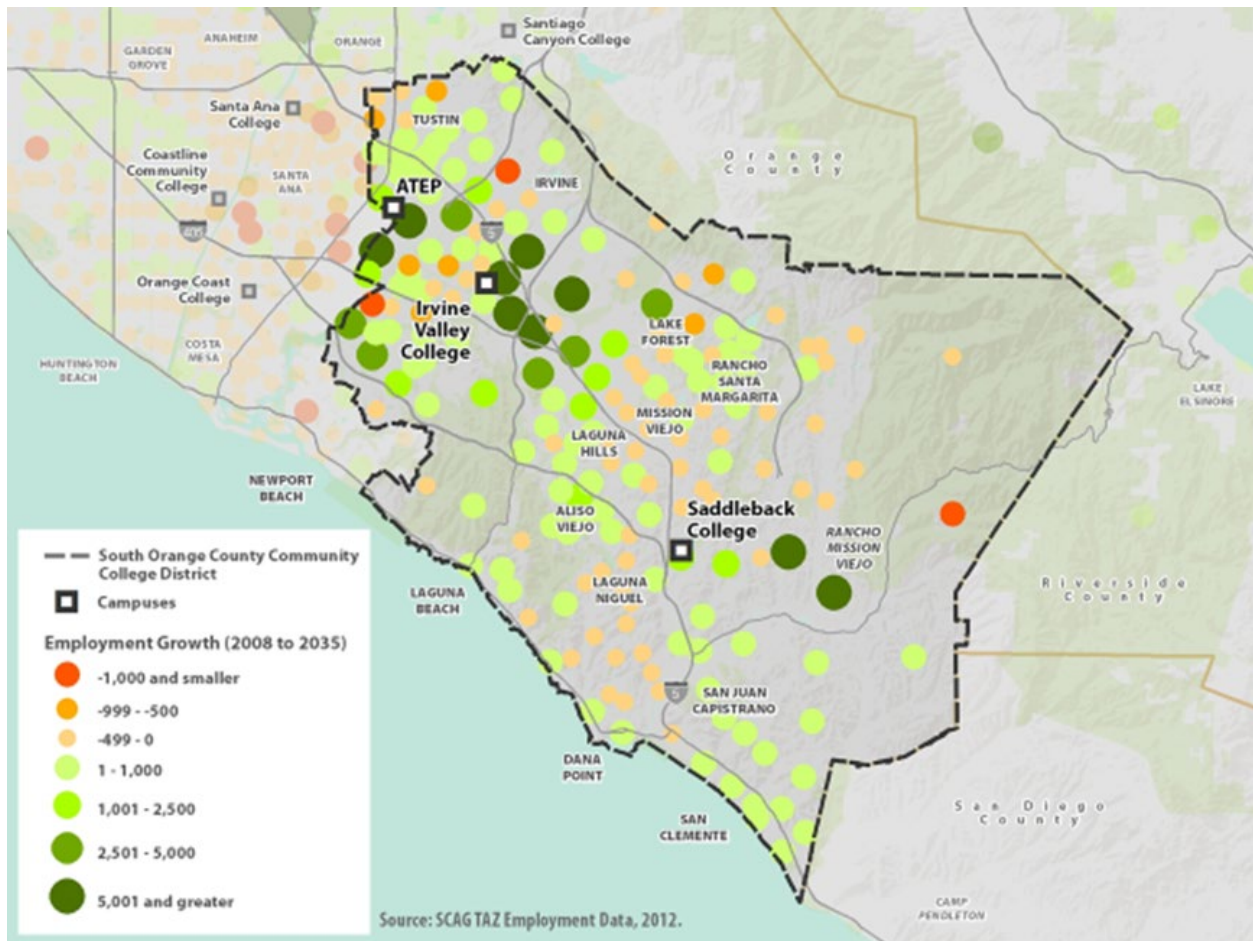 Santiago
Canyon College
ANAHEIM
ORANGE
GARDEN
GROVE
Santa Ana
College
TUSTIN
Coastline
Community
College
SANTA
ANA
ATEP
IRVINE
Orange
County
405
5
Orange Coast
College
Irvine
Valley
College
LAKE
FOREST
COSTA
MESA
HUNTINGTON
BEACH
RANCHO
SANTA
MARGARITA
LAKE
ELSINORE
MISSION
VIEJO
LAGUNA
HILLS
NEWPORT
BEACH
ALISO
VIEJO
Saddleback
College
RANCHO
MISSION
VIEJO
LAGUNA
NIGUEL
LAGUNA
BEACH
Riverside
County
5
SAN JUAN
CAPISTRANO
DANA
POINT
SAN
CLEMENTE
San Diego
County
CAMP
PENDLETON
South Orange County Community
College District
Campuses
Employment Growth (2008 to 2035)
-1,000 and smaller
-999 - -500
-499 - 0
1 - 1,000
1,001 - 2,500
2,501 - 5,000
5,001 and greater
Source: SCAG TAZ Employment Data, 2012.